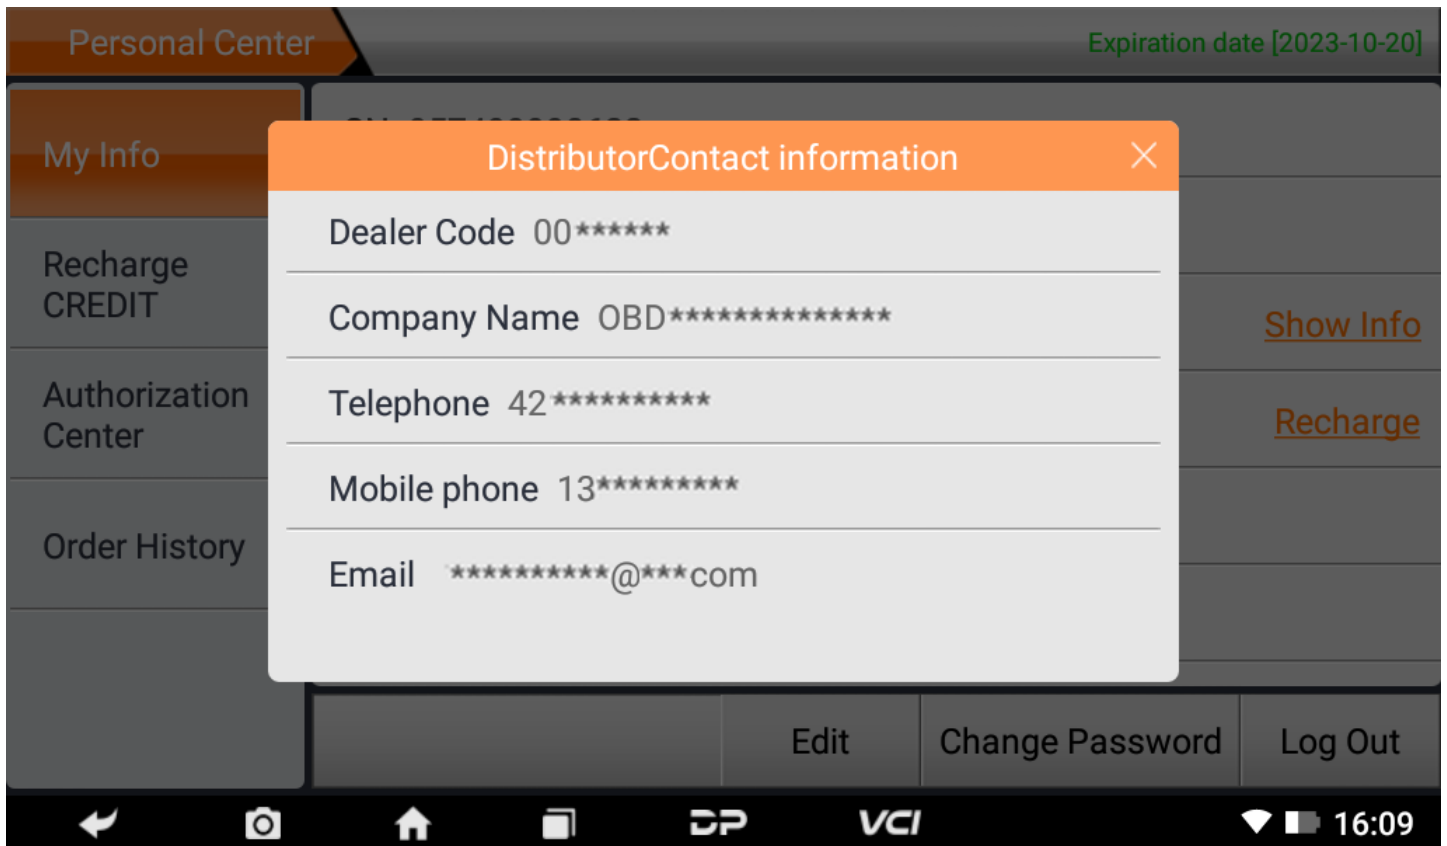 Personal Center
Expiration date [2023-10-20]
My Info
DistributorContact information
Dealer Code 00******
Recharge
CREDIT
Company Name OBD**************
Show Info
Authorization
Center
Telephone 42**********
Recharge
Mobile phone 13*********
Order History
Email **********@***com
Edit
Change Password
Log Out
DP
VCI
16:09